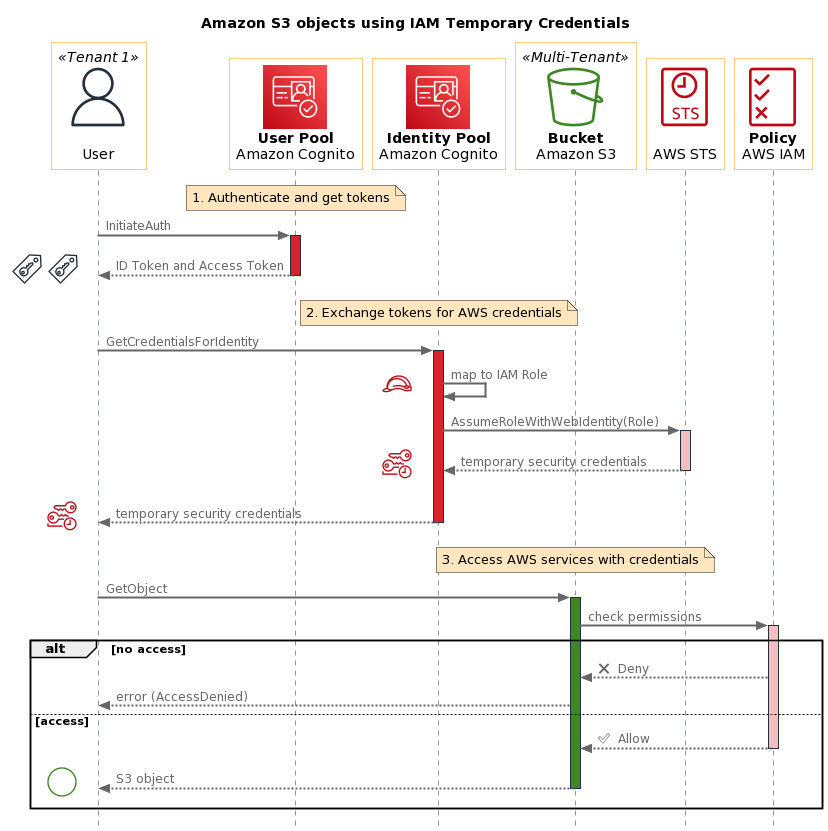 Amazon S3 objects using IAM Temporary Credentials
«Tenant 1»
User
User Pool
Amazon Cognito
Identity Pool
Amazon Cognito
«Multi-Tenant»
Bucket
Amazon S3
STS
AWS STS
Policy
AWS IAM
1. Authenticate and get tokens
InitiateAuth
ID Token and Access Token
2. Exchange tokens for AWS credentials
GetCredentialsForIdentity
map to IAM Role
AssumeRoleWithWebIdentity(Role)
temporary security credentials
temporary security credentials
3. Access AWS services with credentials
GetObject
check permissions
alt
[no access]
Deny
error (AccessDenied)
[access]
Allow
S3 object